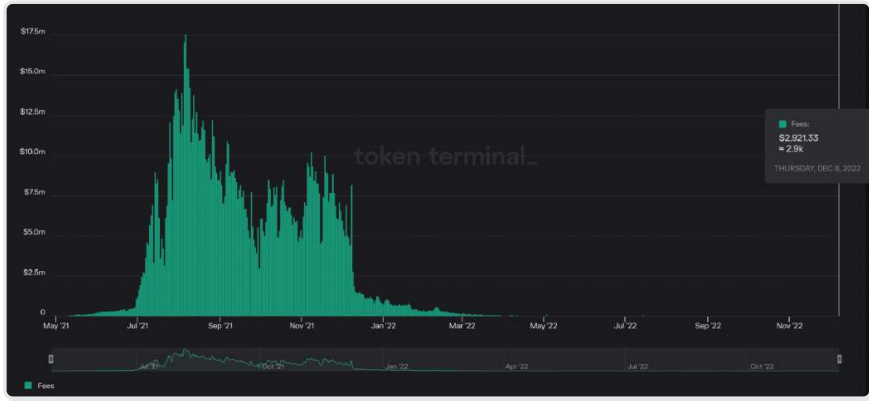 $17.5m
$15.0m
$12.5m
$10.0m
$7.5m
$5.0m
$2.5m
0
token terminal_
Fees:
$2,921.33
≈ 2.9k
THURSDAY, DEC 8, 2022
May '21 Jul '21 Sep '21 Nov '21 Jan '22 Mar '22 May '22 Jul '22 Sep '22 Nov '22
Jul '21 Oct '21 Jan '22 Apr '22 Jul '22 Oct '22
Fees